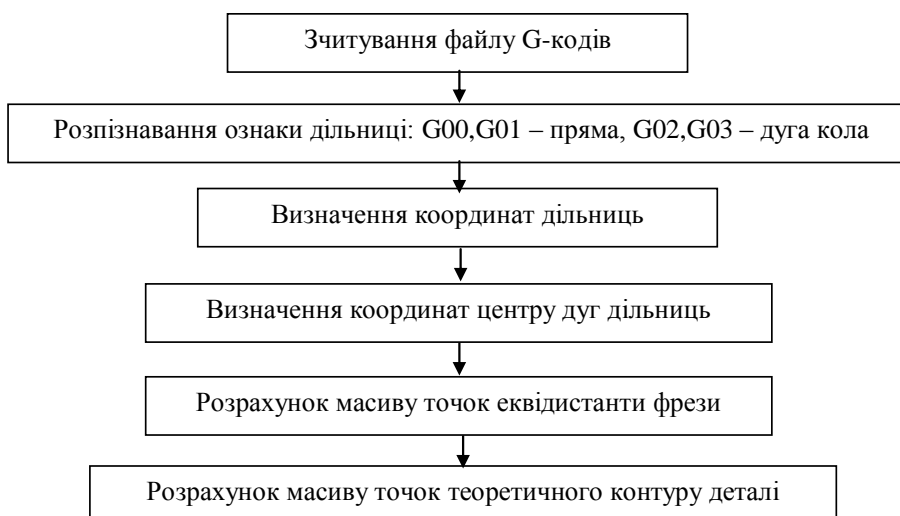 Зчитування файлу G-кодів
Розпізнавання ознаки дільниці: G00,G01 – пряма, G02,G03 – дуга кола
Визначення координат дільниць
Визначення координат центру дуг дільниць
Розрахунок масиву точок еквідистанти фрези
Розрахунок масиву точок теоретичного контуру деталі